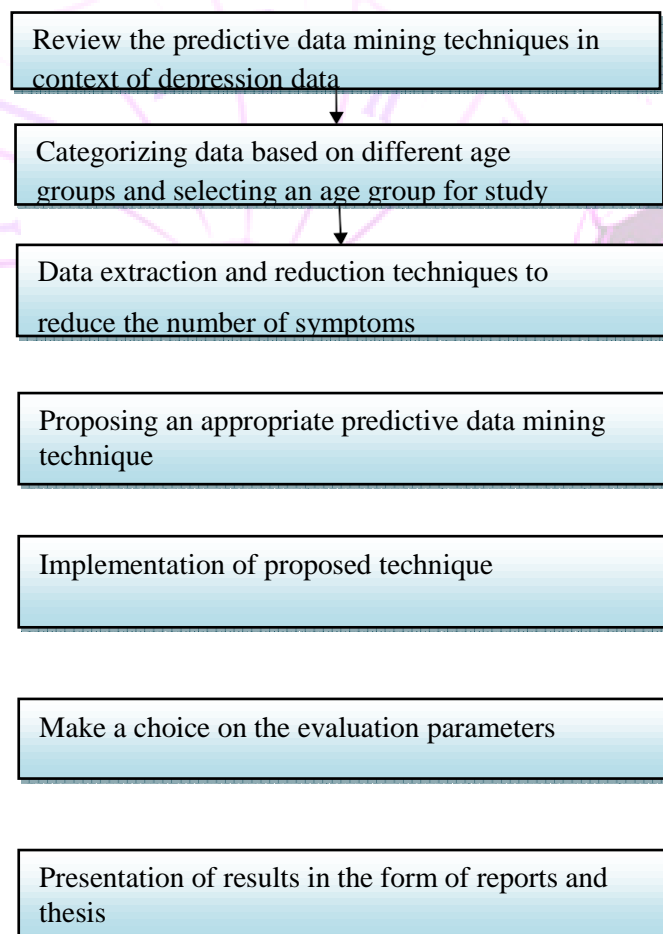 Review the predictive data mining techniques in
context of depression data
Categorizing data based on different age
groups and selecting an age group for study
Data extraction and reduction techniques to
reduce the number of symptoms
Proposing an appropriate predictive data mining
technique
Implementation of proposed technique
Make a choice on the evaluation parameters
Presentation of results in the form of reports and
thesis